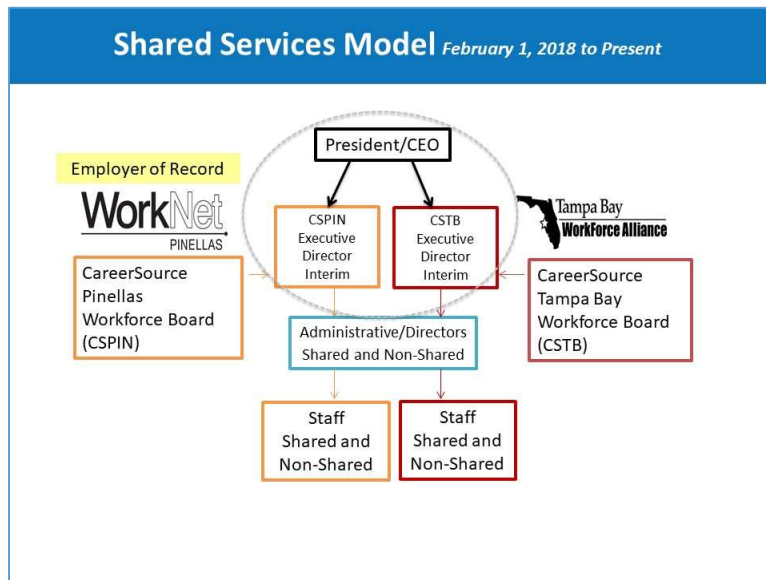 Shared Services Model February 1, 2018 to Present
President/CEO
Employer of Record
WorkNet
PINELLAS
CSPIN
Executive
Director
Interim
CSTB
Executive
Director
Interim
Tampa Bay
WorkForce Alliance
CareerSource
Pinellas
Workforce Board
(CSPIN)
CareerSource
Tampa Bay
Workforce Board
(CSTB)
Administrative/Directors
Shared and Non-Shared
Staff
Shared and
Non-Shared
Staff
Shared and
Non-Shared